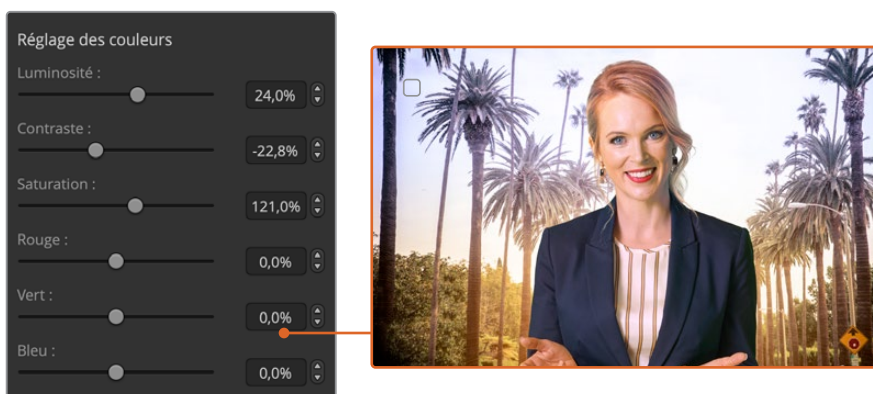 Réglage des couleurs
Luminosité :
24,0%
Contraste :
-22,8%
Saturation :
121,0%
Rouge :
0,0%
Vert :
0,0%
Bleu :
0,0%